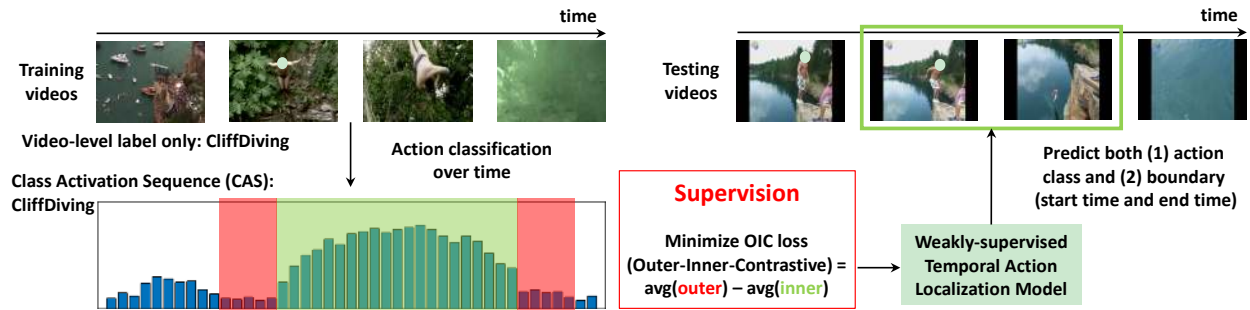 time
Training
videos
Video-level label only: CliffDiving
Action classification
over time
Class Activation Sequence (CAS):
CliffDiving
Supervision
Minimize OIC loss
(Outer-Inner-Contrastive) =
avg(outer) – avg(inner)
time
Testing
videos
Predict both (1) action
class and (2) boundary
(start time and end time)
Weakly-supervised
Temporal Action
Localization Model